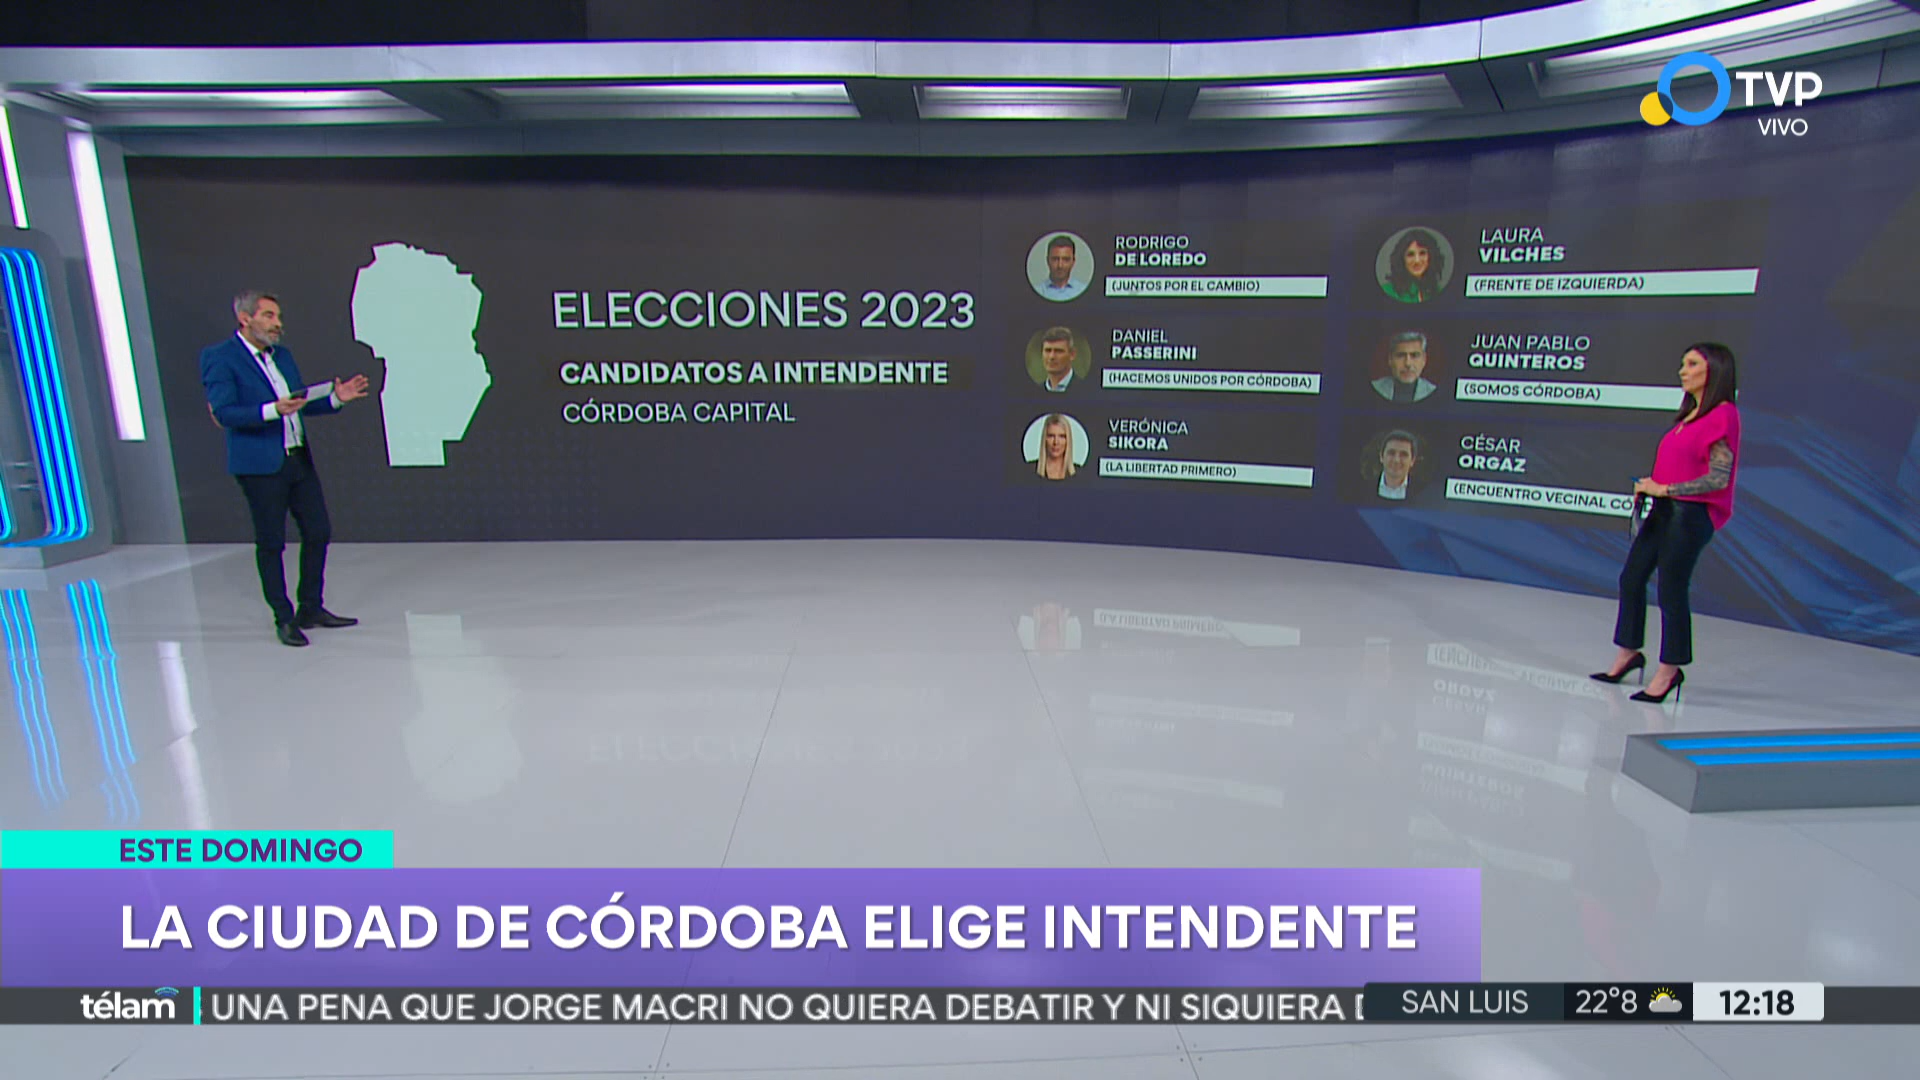 TVP
VIVO
ELECCIONES 2023
CANDIDATOS A INTENDENTE
CÓRDOBA CAPITAL
RODRIGO
DE LOREDO
(JUNTOS POR EL CAMBIO)
DANIEL
PASSERINI
(HACEMOS UNIDOS POR CÓRDOBA)
VERÓNICA
SIKORA
(LA LIBERTAD PRIMERO)
LAURA
VILCHES
(FRENTE DE IZQUIERDA)
JUAN PABLO
QUINTEROS
(SOMOS CÓRDOBA)
CÉSAR
ORGAZ
(ENCUENTRO VECINAL
ESTE DOMINGO
LA CIUDAD DE CÓRDOBA ELIGE INTENDENTE
télam UNA PENA QUE JORGE MACRI NO QUIERA DEBATIR Y NI SIQUIERA
SAN LUIS 22°8 12:18